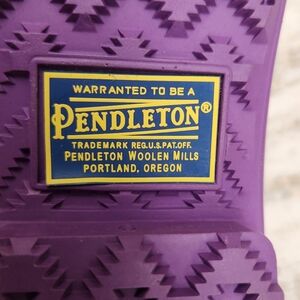 WARRANTED TO BE A
PENDLETON®
TRADEMARK REG.U.S.PAT.OFF.
PENDLETON WOOLEN MILLS
PORTLAND, OREGON